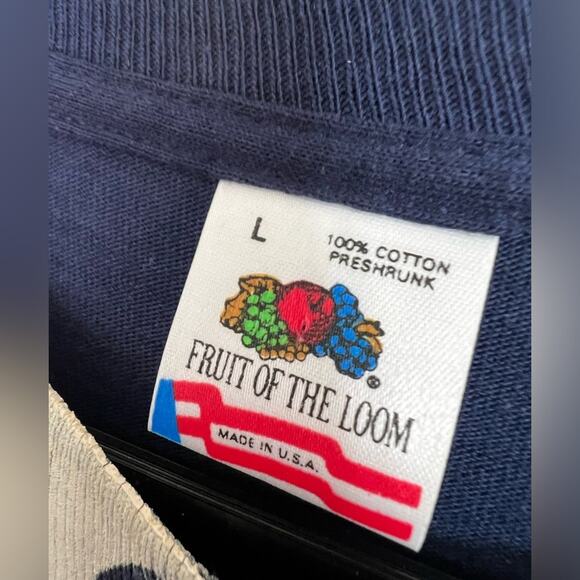 L
100% COTTON
PRESHRUNK
®
FRUIT OF THE LOOM
MADE IN U.S.A.